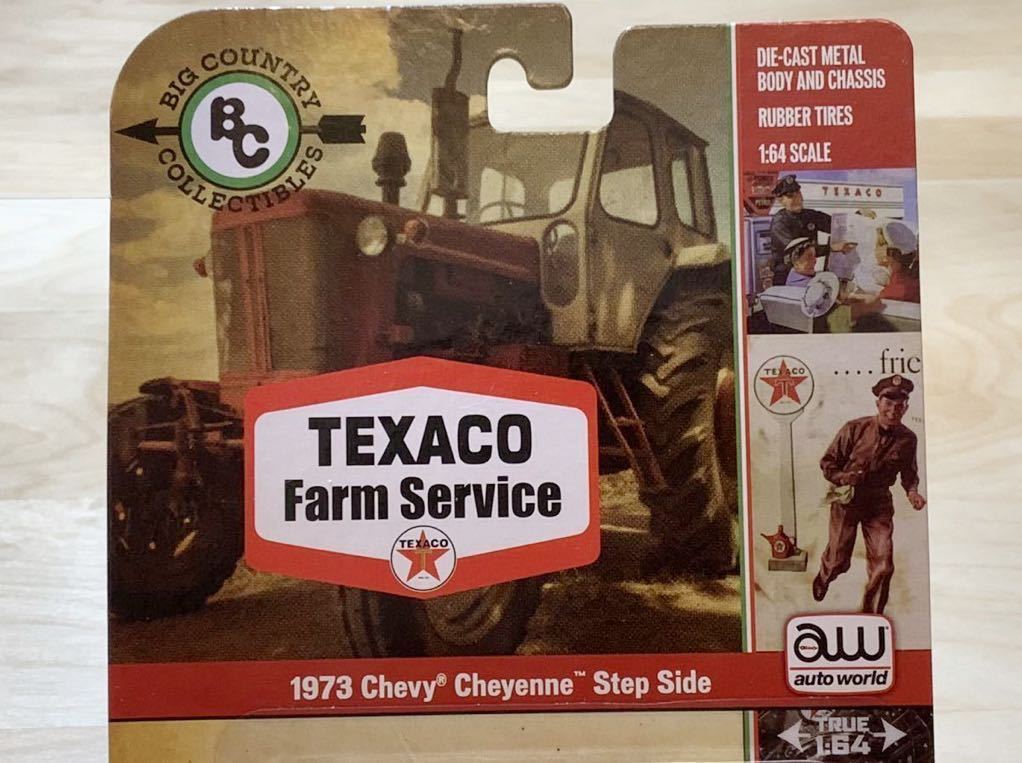 BIG COUNTRY
BC
COLLECTIBLES
DIE-CAST METAL
BODY AND CHASSIS
RUBBER TIRES
1:64 SCALE
TEXACO
....frie
TEXACO
T
TEXACO
Farm Service
TEXACO
T
1973 Chevy® Cheyenne™ Step Side
aw
auto world
TRUE
1:64